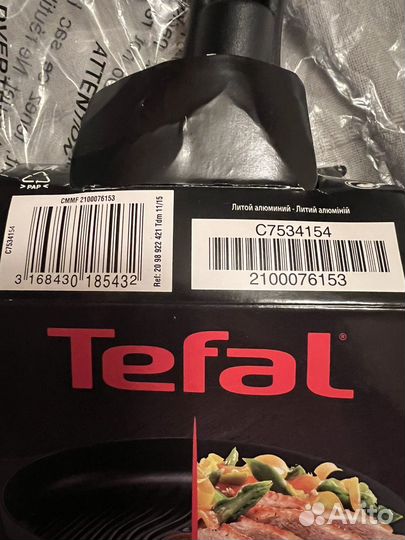 ATTENTION
PAP
CMMF 2100076153
C7534154
3 168430 185432
Ref: 20 98 922 421 Tdm 11/15
Литой алюминий - Литий алюміній
C7534154
2100076153
Tefal®
Avito